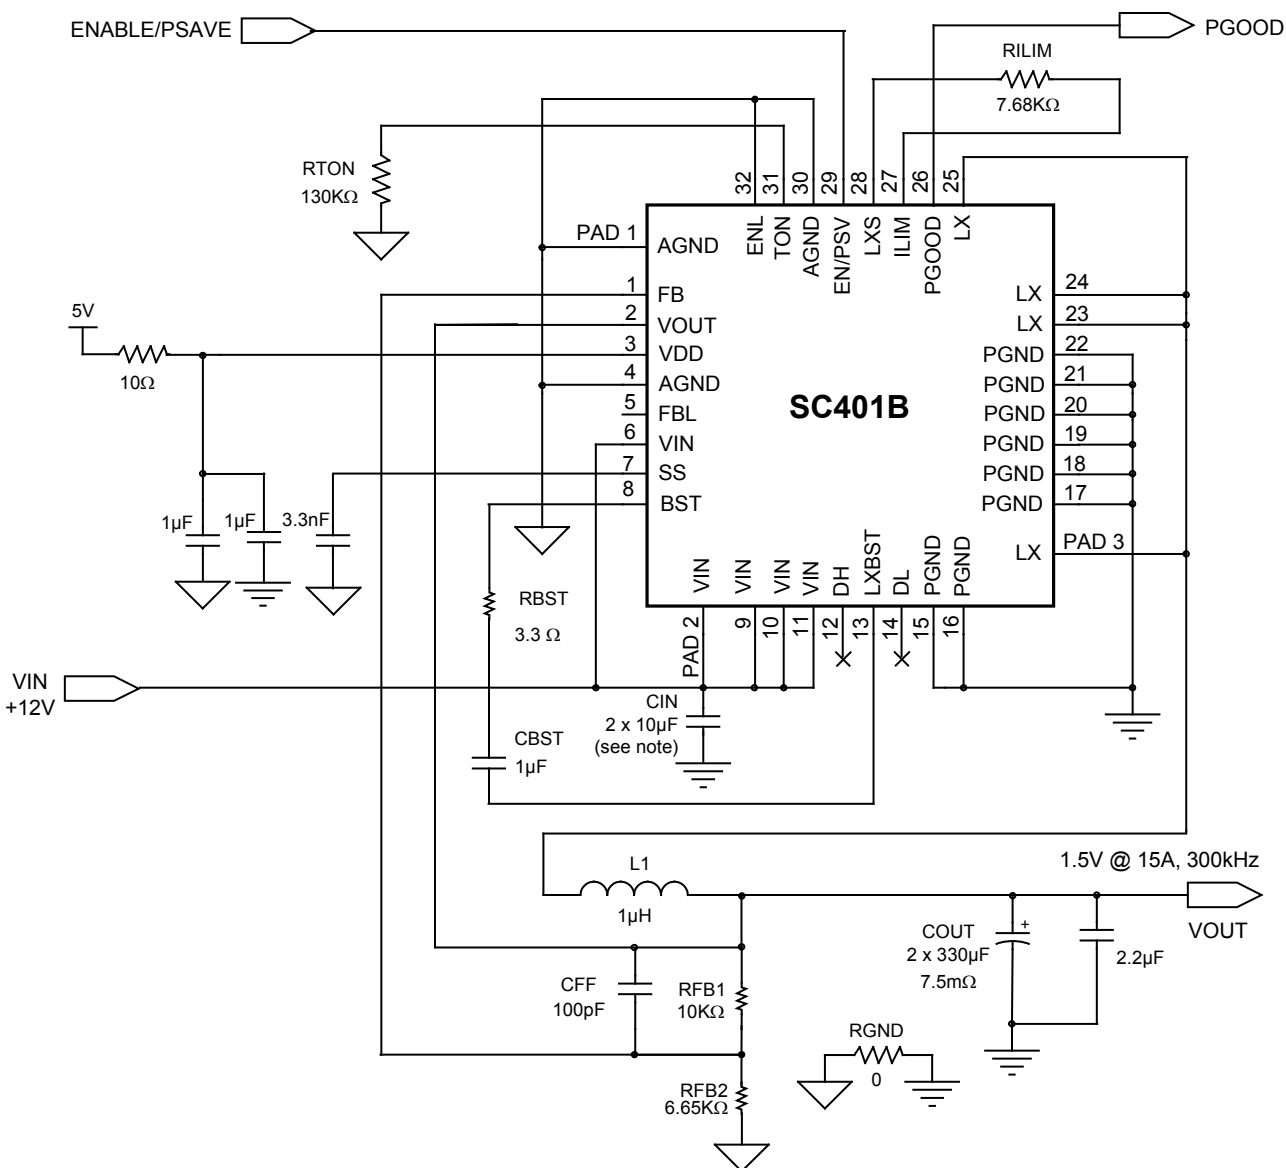 ENABLE/PSAVE
PGOOD
RILIM
7.68KΩ
RTON
130KΩ
32
31
30
29
28
27
26
25
ENL
TON
AGND
EN/PSV
LXS
ILIM
PGOOD
LX
PAD 1
AGND
1
FB
2
VOUT
3
VDD
4
AGND
5
FBL
6
VIN
7
SS
8
BST
5V
10Ω
SC401B
LX
24
LX
23
PGND
22
PGND
21
PGND
20
PGND
19
PGND
18
PGND
17
LX
PAD 3
1µF
1µF
3.3nF
VIN
VIN
VIN
VIN
DH
LXBST
DL
PGND
PGND
PAD 2
9
10
11
12
13
14
15
16
RBST
3.3 Ω
VIN
+12V
CIN
2 x 10µF
(see note)
CBST
1µF
L1
1µH
1.5V @ 15A, 300kHz
VOUT
COUT
+
2 x 330µF
7.5mΩ
2.2µF
CFF
100pF
RFB1
10KΩ
RGND
0
RFB2
6.65KΩ